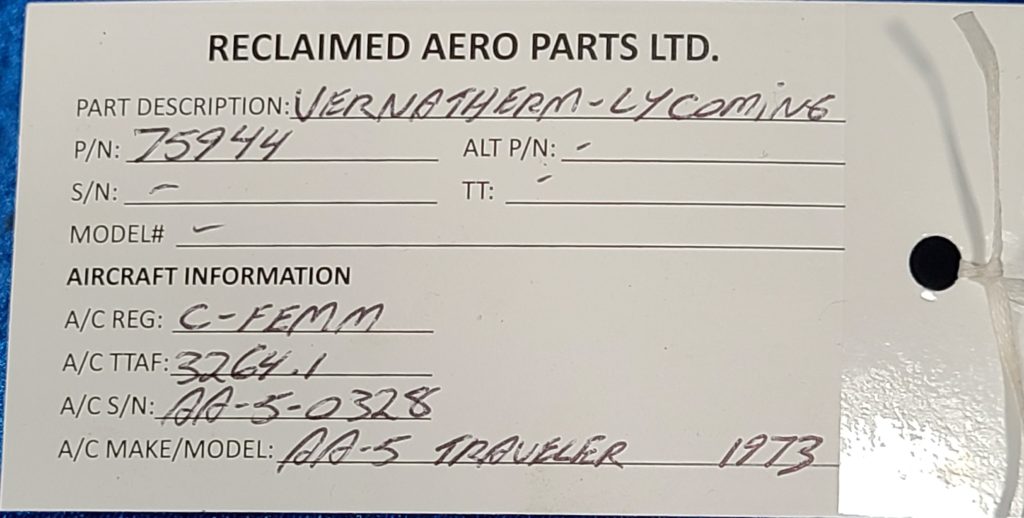 RECLAIMED AERO PARTS LTD.
PART DESCRIPTION: VERNATHERM-LYCOMING
P/N: 75944 ALT P/N: -
S/N: - TT: -
MODEL# -
AIRCRAFT INFORMATION
A/C REG: C-FEMM
A/C TTAF: 3264.1
A/C S/N: AA-5-0328
A/C MAKE/MODEL: AA-5 TRAVELER 1973